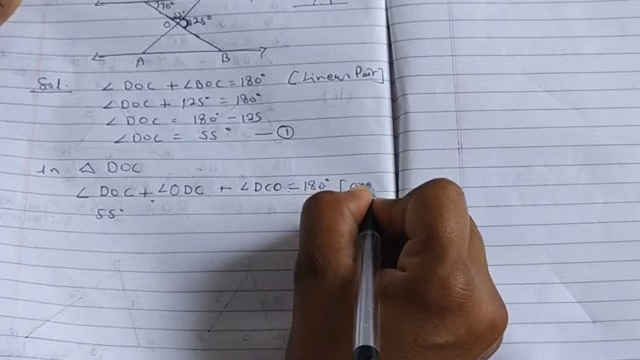 70°
O 125°
A B
Sol. ∠DOC + ∠BOC = 180° [Linear Pair]
∠DOC + 125° = 180°
∠DOC = 180° - 125
∠DOC = 55° — ①
In △ DOC
∠DOC + ∠ODC + ∠DCO = 180° [
55°